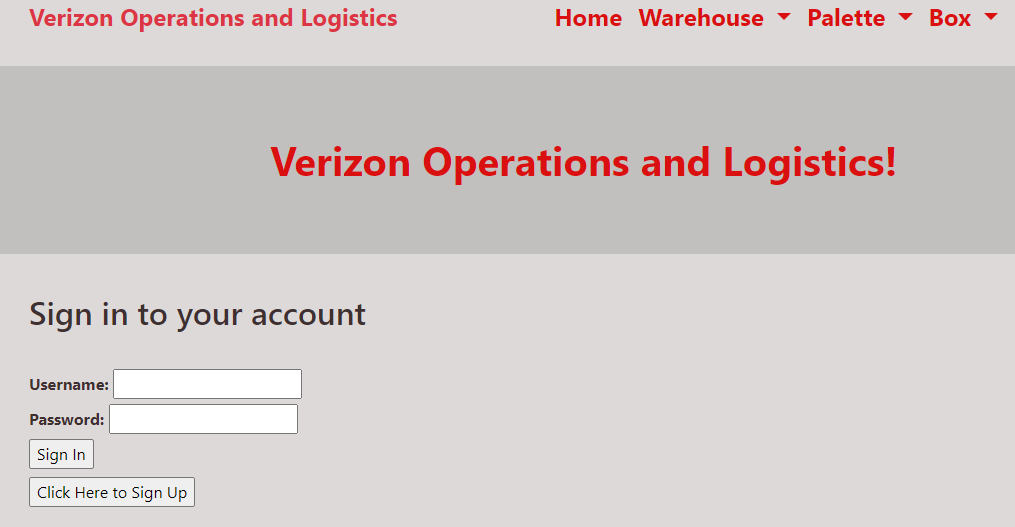 Verizon Operations and Logistics Home Warehouse Palette Box
Verizon Operations and Logistics!
Sign in to your account
Username:
Password:
Sign In
Click Here to Sign Up